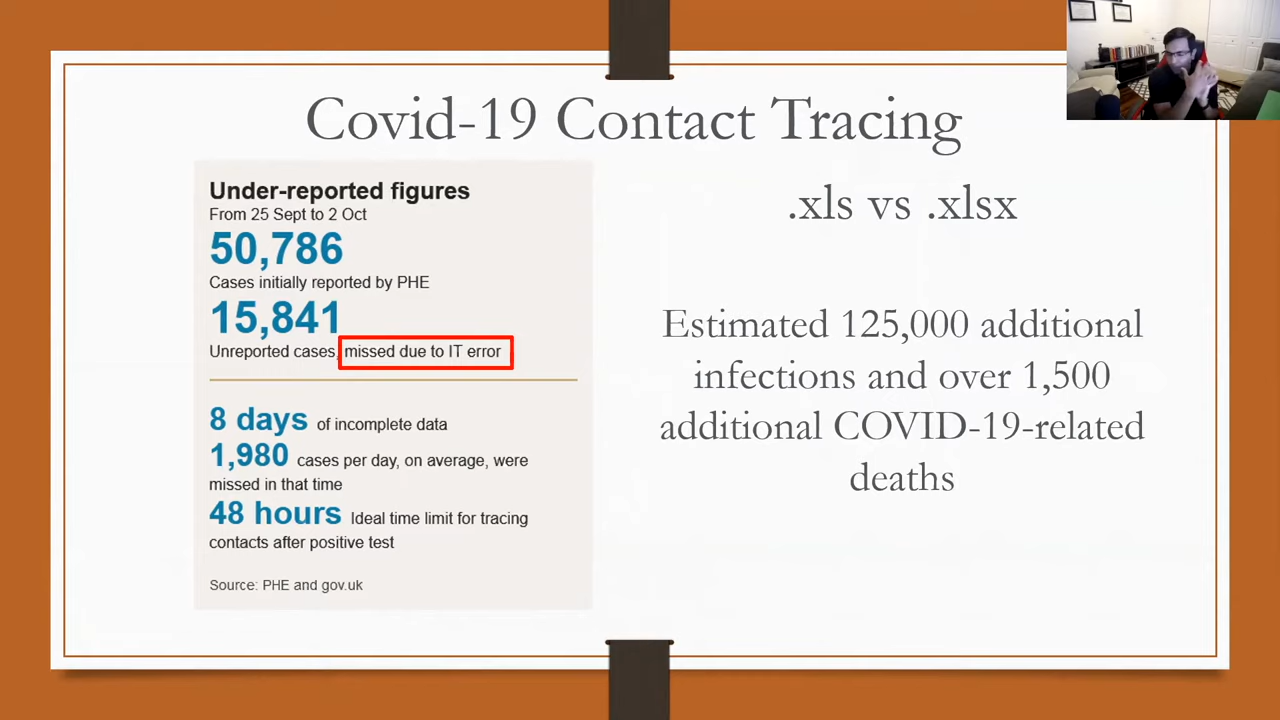 Covid-19 Contact Tracing
Under-reported figures
From 25 Sept to 2 Oct
50,786
Cases initially reported by PHE
15,841
Unreported cases, missed due to IT error
8 days of incomplete data
1,980 cases per day, on average, were
missed in that time
48 hours Ideal time limit for tracing
contacts after positive test
Source: PHE and gov.uk
.xls vs .xlsx
Estimated 125,000 additional
infections and over 1,500
additional COVID-19-related
deaths